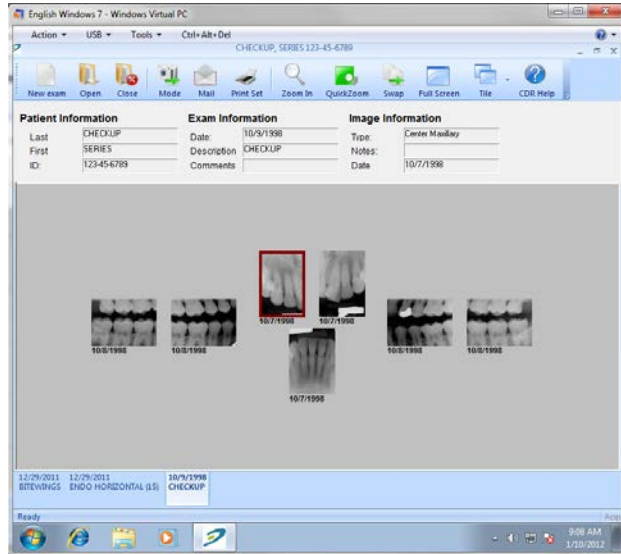 English Windows 7 - Windows Virtual PC
Action USB Tools Ctrl+Alt+Del
CHECKUP, SERIES 123-45-6789
New exam Open Close Mode Mail Print Set Zoom In QuickZoom Swap Full Screen Tile CDR Help
Patient Information Exam Information Image Information
Last CHECKUP Date: 10/9/1998 Type: Center Maxillary
First SERIES Description CHECKUP Notes:
ID: 123-45-6789 Comments Date 10/7/1998
10/7/1998 10/7/1998
10/8/1998 10/8/1998 10/8/1998 10/8/1998
10/7/1998
12/29/2011 12/29/2011 10/9/1998
BITEWINGS ENDO HORIZONTAL (15) CHECKUP
Ready
9:08 AM
1/10/2012